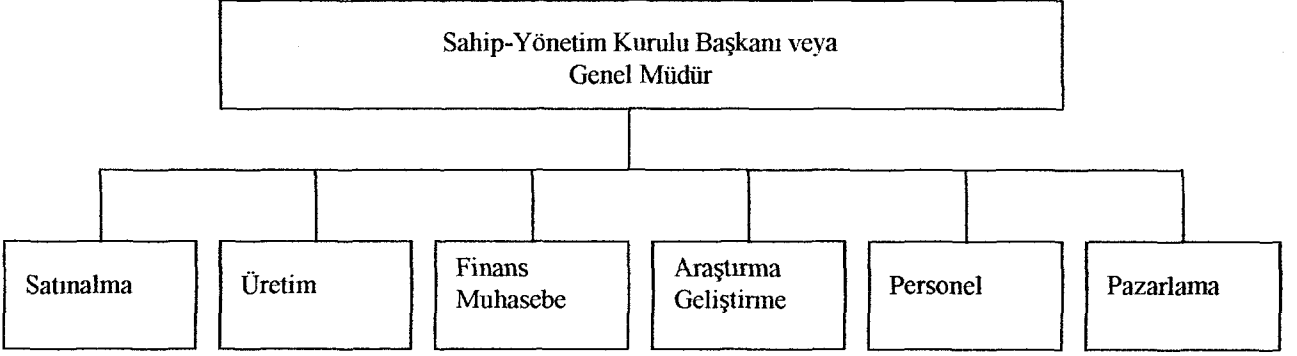 Sahip-Yönetim Kurulu Başkanı veya
Genel Müdür
Satınalma
Üretim
Finans
Muhasebe
Araştırma
Geliştirme
Personel
Pazarlama